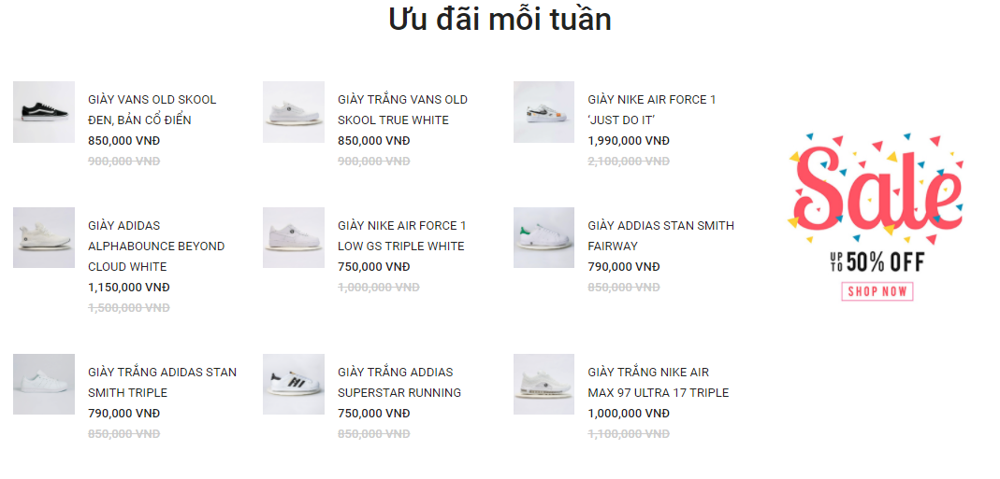 Ưu đãi mỗi tuần
GIÀY VANS OLD SKOOL
ĐEN, BẢN CỔ ĐIỂN
850,000 VNĐ
900,000 VNĐ
GIÀY TRẮNG VANS OLD
SKOOL TRUE WHITE
850,000 VNĐ
900,000 VNĐ
GIÀY NIKE AIR FORCE 1
‘JUST DO IT’
1,990,000 VNĐ
2,100,000 VNĐ
GIÀY ADIDAS
ALPHABOUNCE BEYOND
CLOUD WHITE
1,150,000 VNĐ
1,500,000 VNĐ
GIÀY NIKE AIR FORCE 1
LOW GS TRIPLE WHITE
750,000 VNĐ
1,000,000 VNĐ
GIÀY ADDIAS STAN SMITH
FAIRWAY
790,000 VNĐ
850,000 VNĐ
GIÀY TRẮNG ADIDAS STAN
SMITH TRIPLE
790,000 VNĐ
850,000 VNĐ
GIÀY TRẮNG ADDIAS
SUPERSTAR RUNNING
750,000 VNĐ
850,000 VNĐ
GIÀY TRẮNG NIKE AIR
MAX 97 ULTRA 17 TRIPLE
1,000,000 VNĐ
1,100,000 VNĐ
Sale
UP TO 50% OFF
SHOP NOW